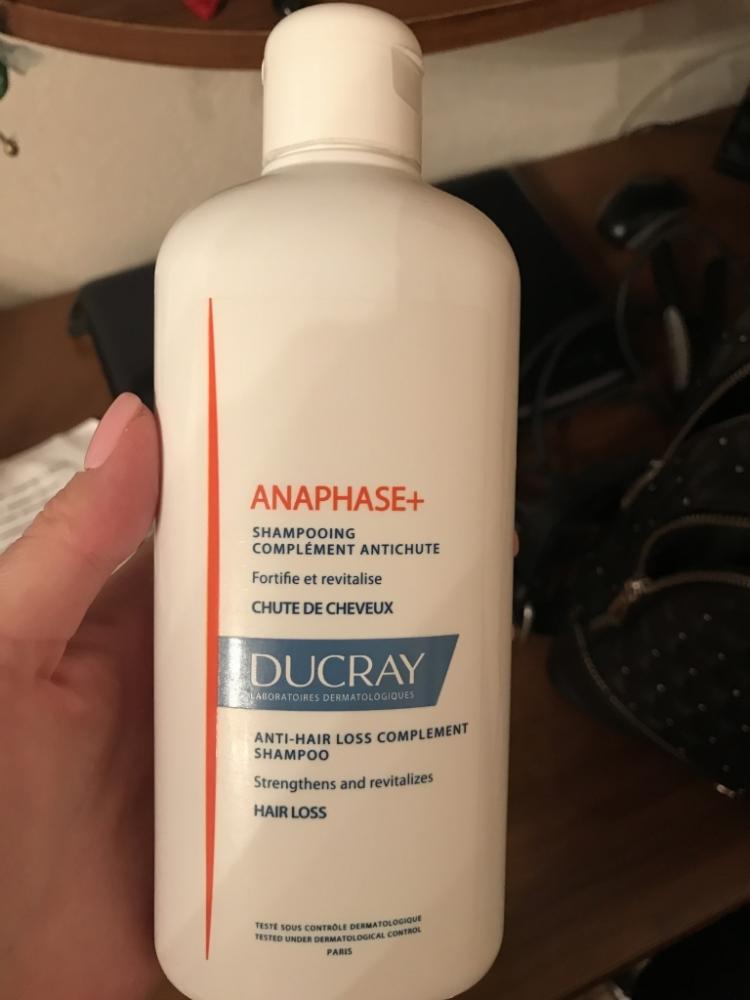 ANAPHASE+
SHAMPOOING
COMPLÉMENT ANTICHUTE
Fortifie et revitalise
CHUTE DE CHEVEUX
DUCRAY
LABORATOIRES DERMATOLOGIQUES
ANTI-HAIR LOSS COMPLEMENT
SHAMPOO
Strengthens and revitalizes
HAIR LOSS
TESTÉ SOUS CONTRÔLE DERMATOLOGIQUE
TESTED UNDER DERMATOLOGICAL CONTROL
PARIS